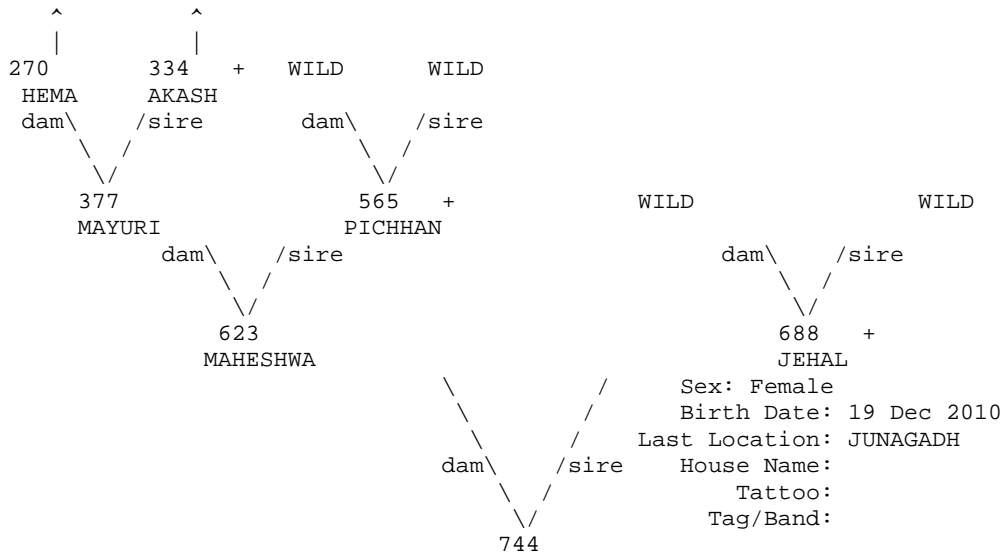 ^ ^
| |
270 334 + WILD WILD
HEMA AKASH
dam\ /sire dam\ /sire
\ / \ /
\/ \/
377 565 + WILD WILD
MAYURI PICHHAN
dam\ /sire dam\ /sire
\ / \ /
\/ \/
623 688 +
MAHESHWA JEHAL
\ / Sex: Female
\ / Birth Date: 19 Dec 2010
\ / Last Location: JUNAGADH
dam\ /sire House Name:
\ / Tattoo:
\/ Tag/Band:
744